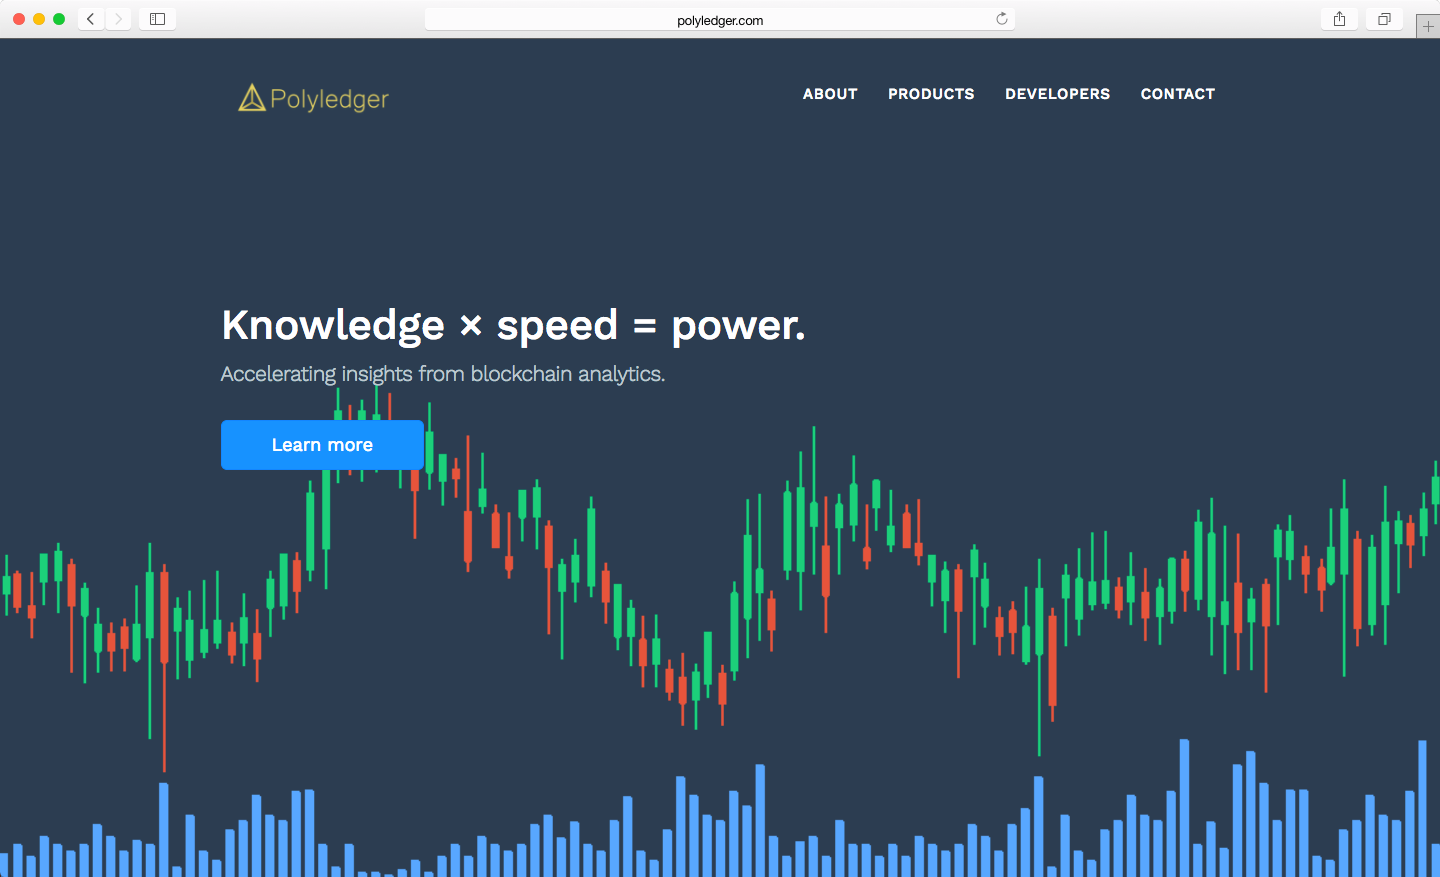 polyledger.com
Polyledger
ABOUT PRODUCTS DEVELOPERS CONTACT
Knowledge × speed = power.
Accelerating insights from blockchain analytics.
Learn more